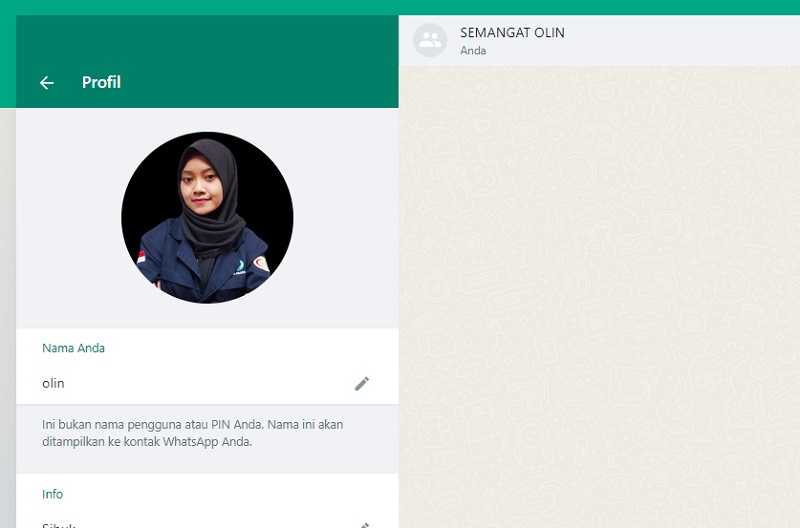 Profil
SEMANGAT OLIN
Anda
Nama Anda
olin
Ini bukan nama pengguna atau PIN Anda. Nama ini akan
ditampilkan ke kontak WhatsApp Anda.
Info
Sibuk